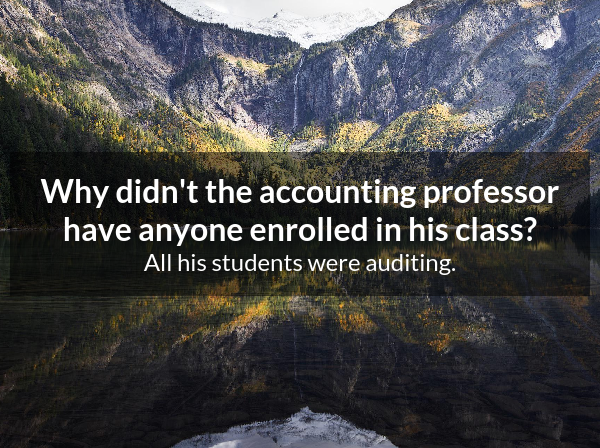 Why didn't the accounting professor
have anyone enrolled in his class?
All his students were auditing.